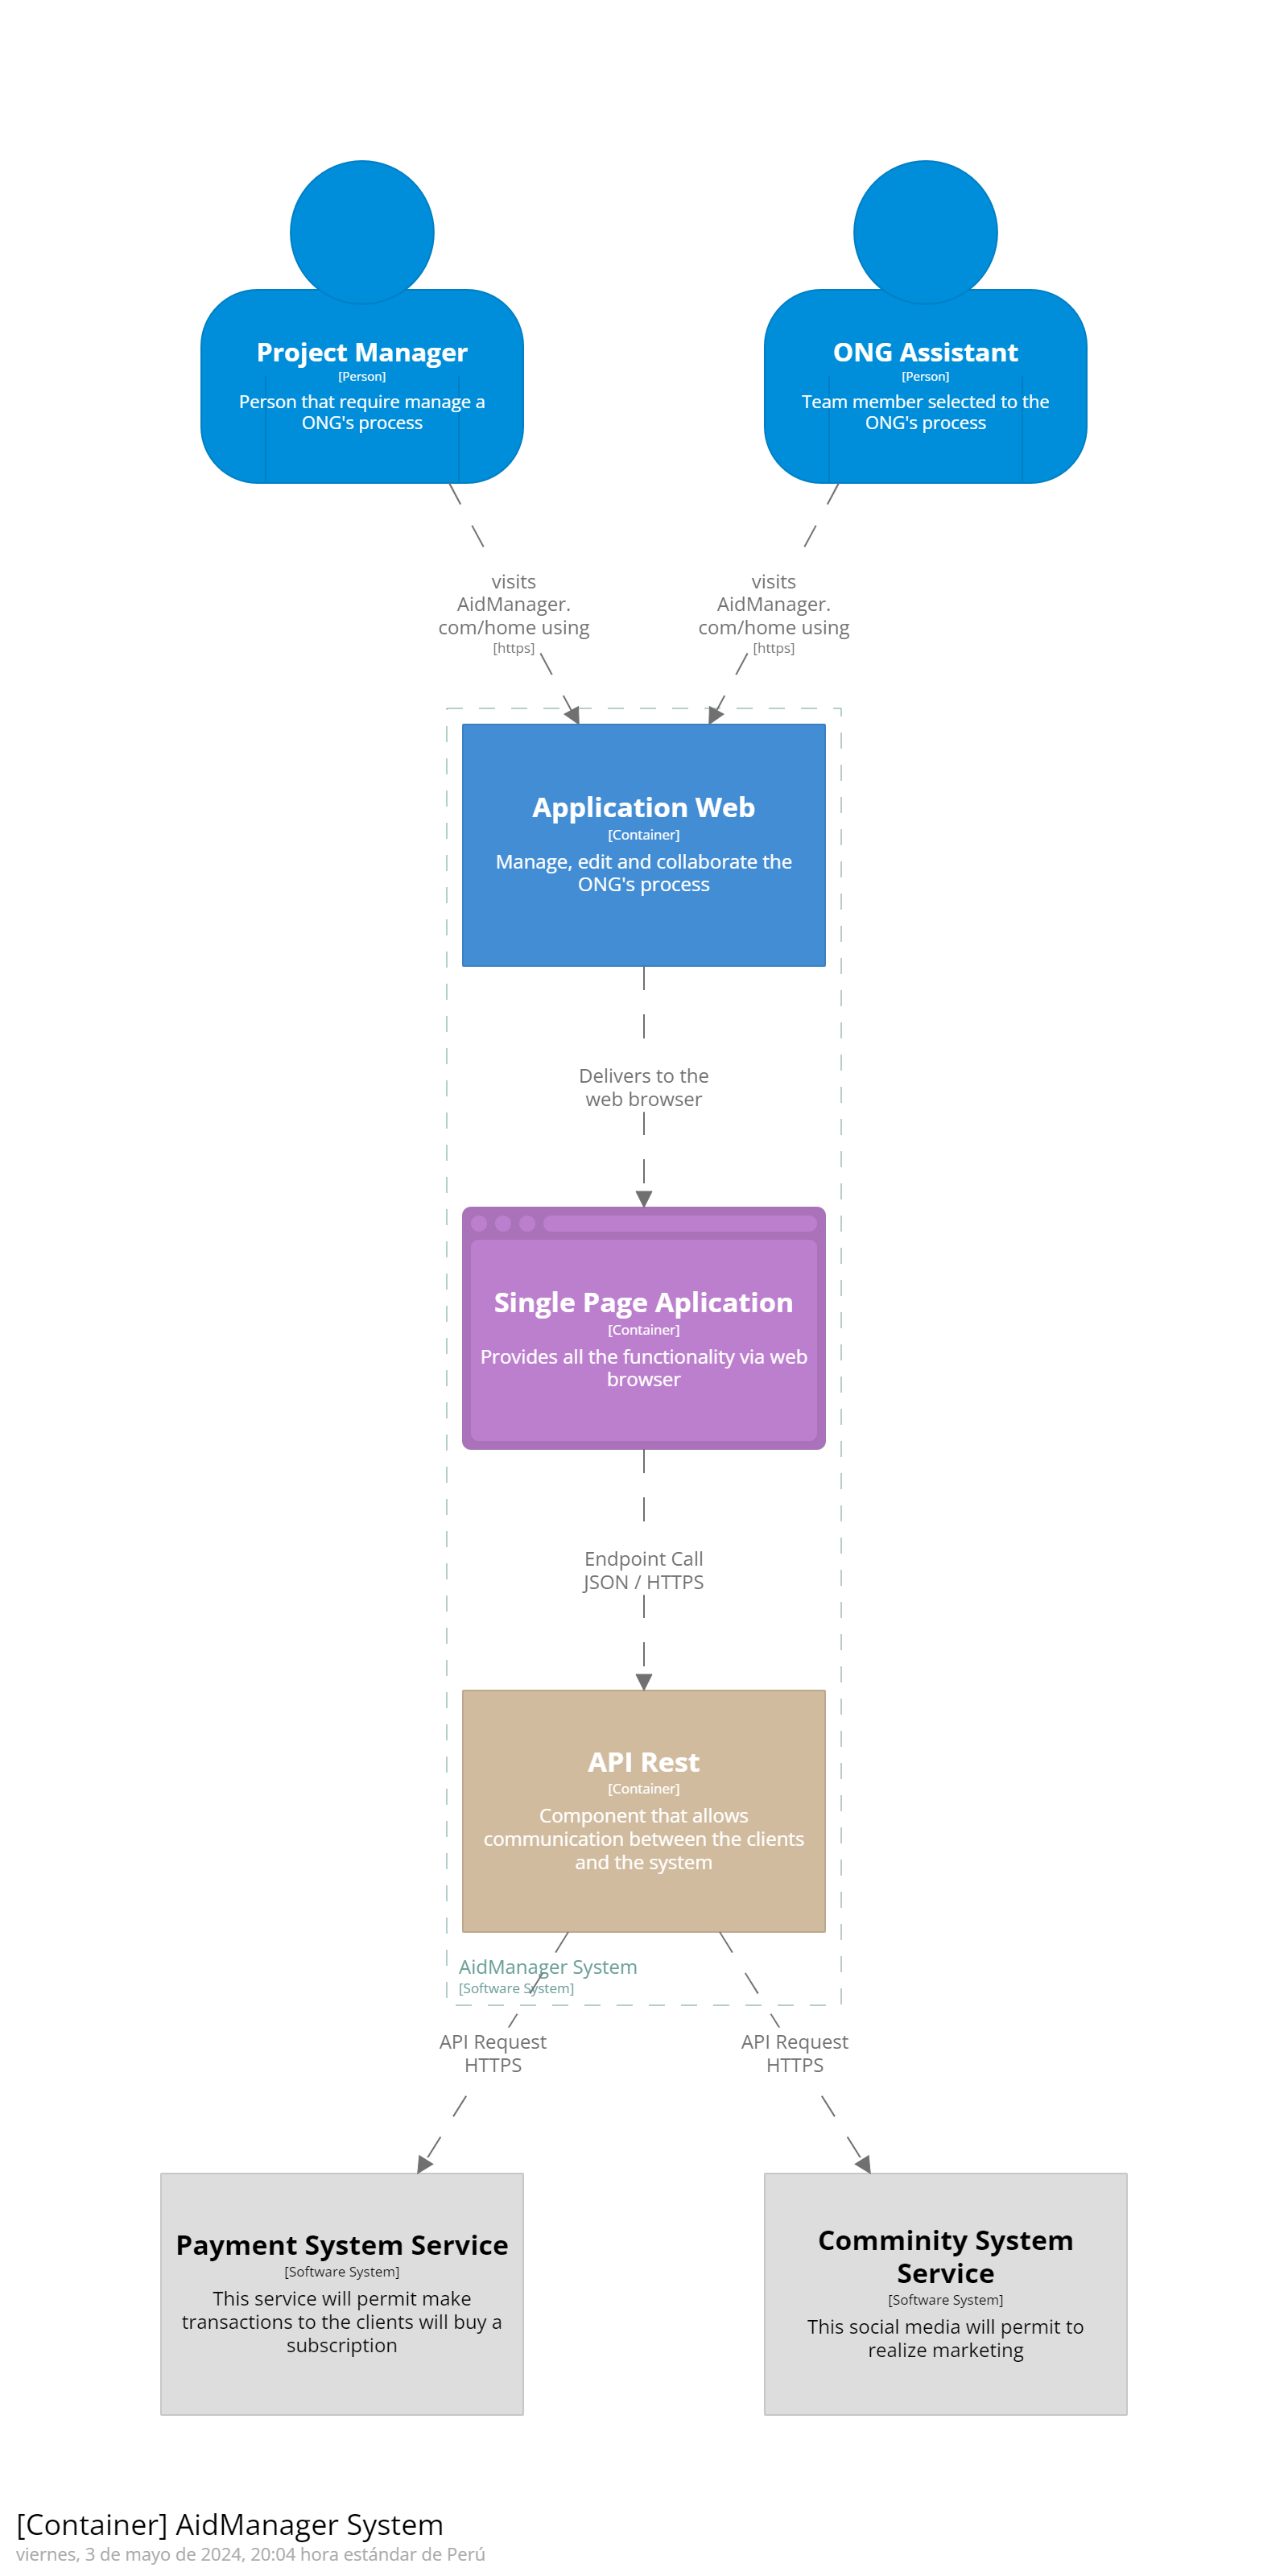 Project Manager
[Person]
Person that require manage a
ONG's process
ONG Assistant
[Person]
Team member selected to the
ONG's process
visits
AidManager.
com/home using
[https]
visits
AidManager.
com/home using
[https]
Application Web
[Container]
Manage, edit and collaborate the
ONG's process
Delivers to the
web browser
Single Page Aplication
[Container]
Provides all the functionality via web
browser
Endpoint Call
JSON / HTTPS
API Rest
[Container]
Component that allows
communication between the clients
and the system
AidManager System
[Software System]
API Request
HTTPS
API Request
HTTPS
Payment System Service
[Software System]
This service will permit make
transactions to the clients will buy a
subscription
Comminity System
Service
[Software System]
This social media will permit to
realize marketing
[Container] AidManager System
viernes, 3 de mayo de 2024, 20:04 hora estándar de Perú